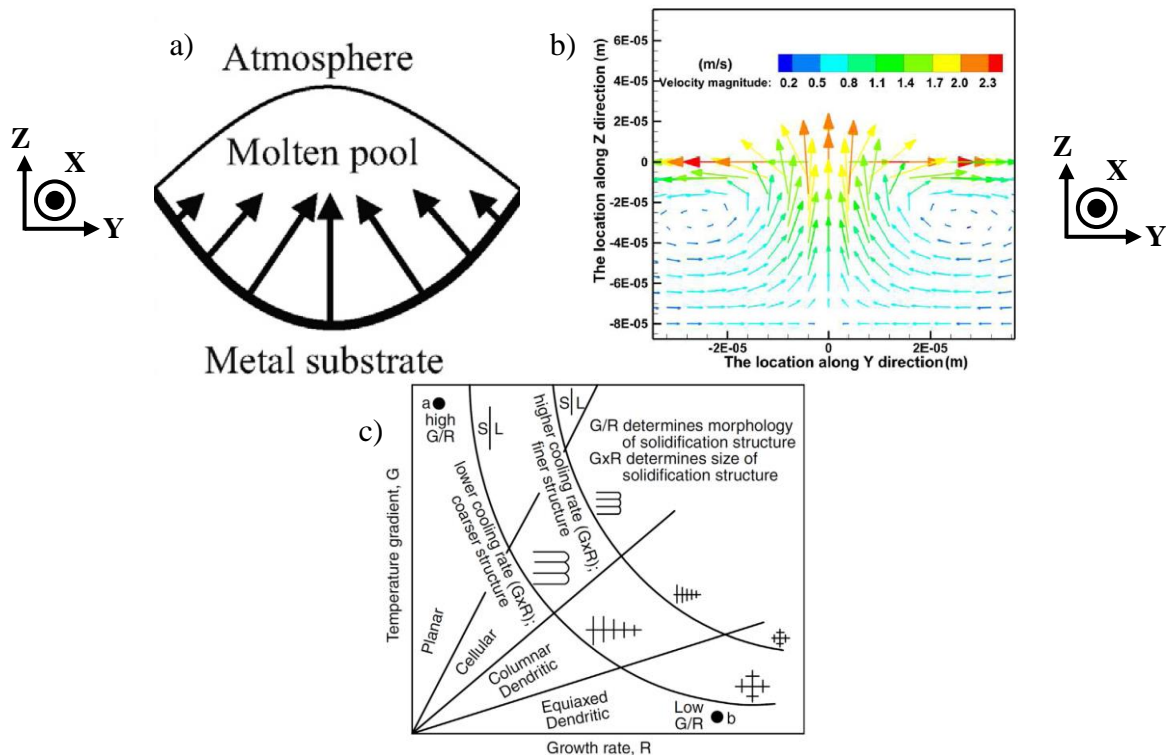 a)
Atmosphere
Molten pool
Metal substrate
Z
X
Y
b)
The location along Z direction (m)
6E-05
4E-05
2E-05
0
-2E-05
-4E-05
-6E-05
-8E-05
(m/s)
Velocity magnitude: 0.2 0.5 0.8 1.1 1.4 1.7 2.0 2.3
-2E-05 0 2E-05
The location along Y direction (m)
Z
X
Y
c)
Temperature gradient, G
a
high
G/R
S L
lower cooling rate (GxR);
coarser structure
S L
higher cooling rate (GxR);
finer structure
G/R determines morphology
of solidification structure
GxR determines size of
solidification structure
Planar
Cellular
Columnar
Dendritic
Equiaxed
Dendritic
Low
G/R
b
Growth rate, R